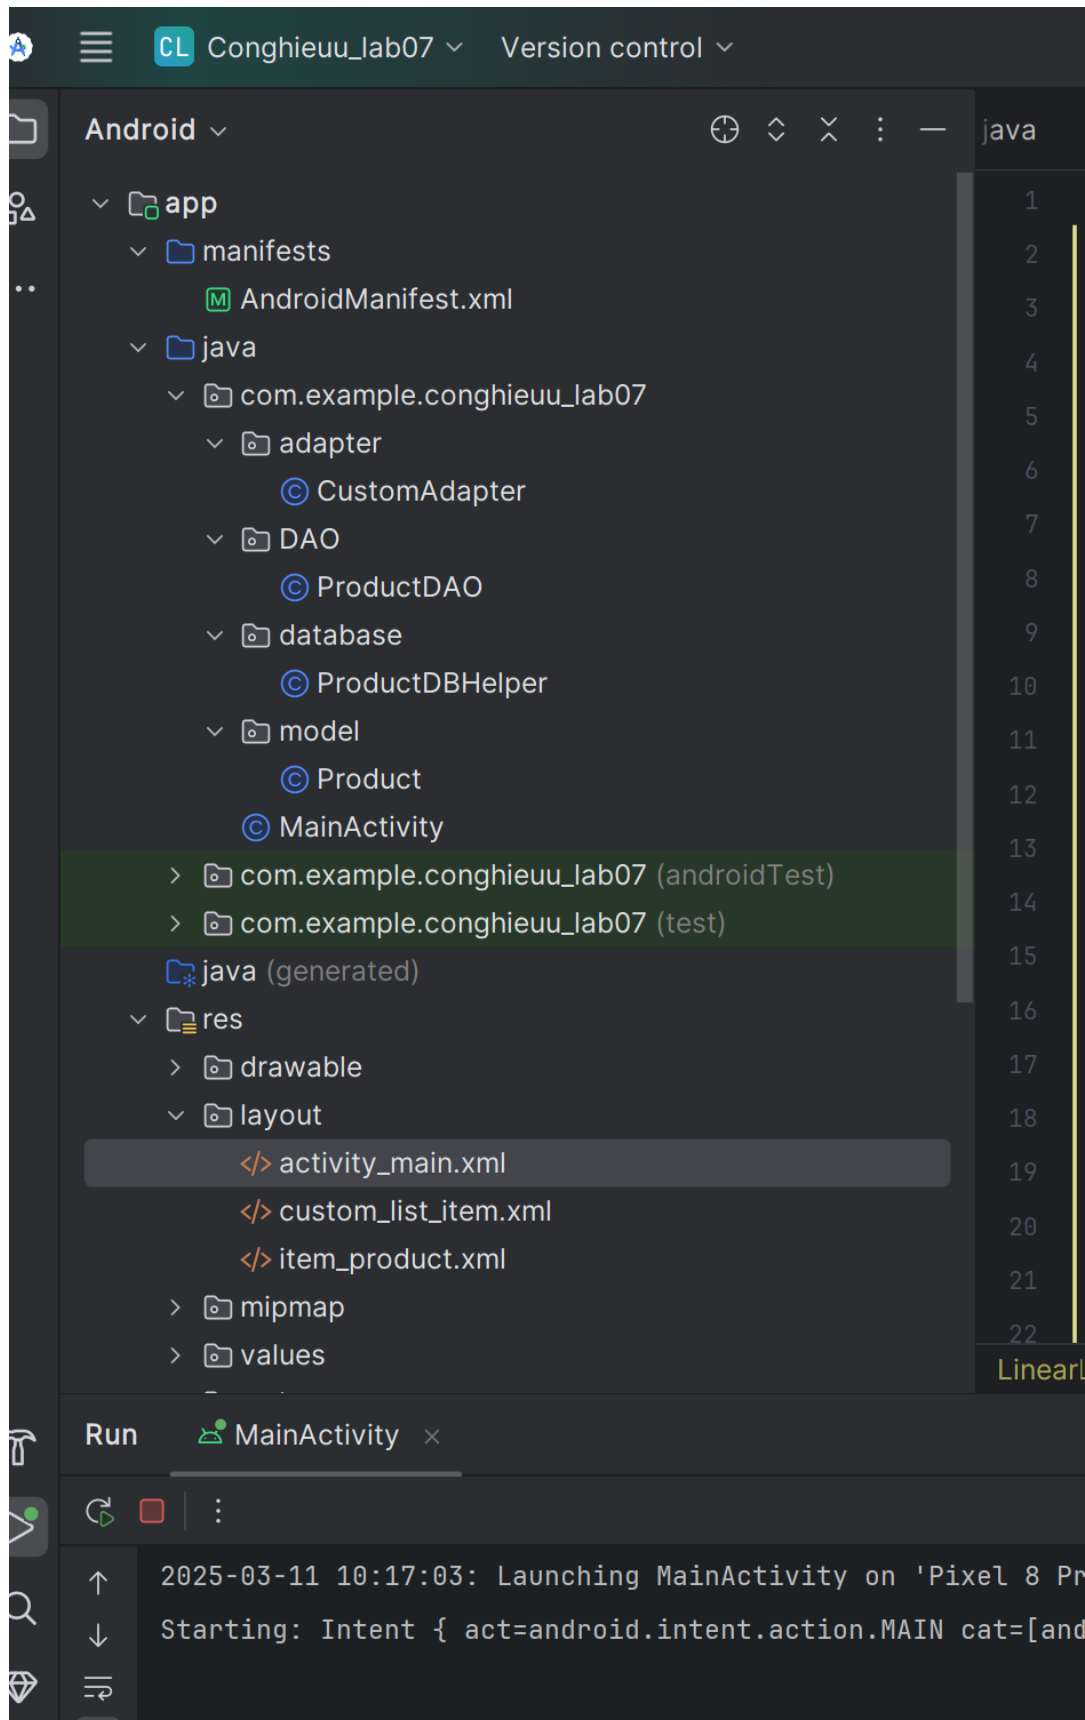 CL Conghieuu_lab07 Version control
Android
java
app
manifests
AndroidManifest.xml
java
com.example.conghieuu_lab07
adapter
CustomAdapter
DAO
ProductDAO
database
ProductDBHelper
model
Product
MainActivity
com.example.conghieuu_lab07 (androidTest)
com.example.conghieuu_lab07 (test)
java (generated)
res
drawable
layout
activity_main.xml
custom_list_item.xml
item_product.xml
mipmap
values
1
2
3
4
5
6
7
8
9
10
11
12
13
14
15
16
17
18
19
20
21
22
LinearL
Run MainActivity
2025-03-11 10:17:03: Launching MainActivity on 'Pixel 8 Pr
Starting: Intent { act=android.intent.action.MAIN cat=[and